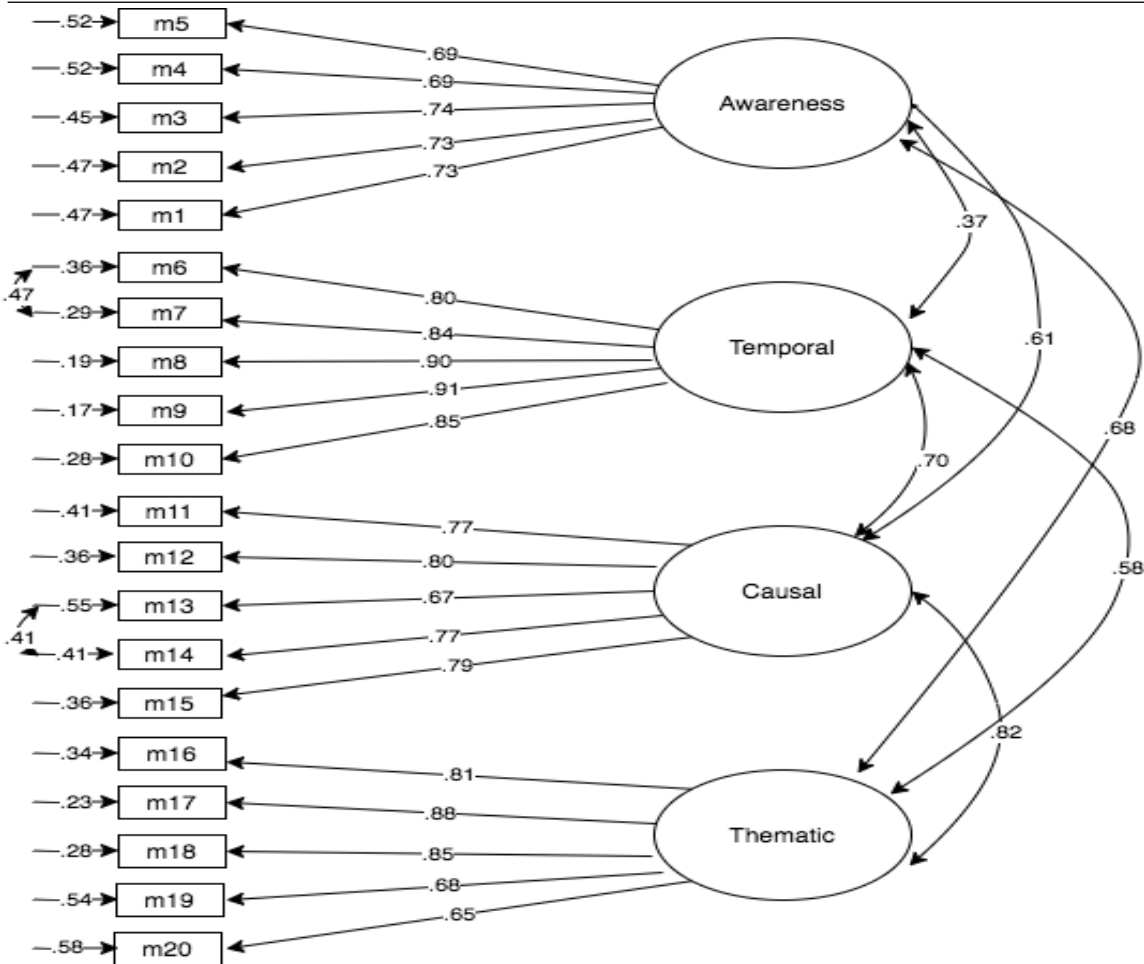 .52 m5 .69 Awareness
.52 m4 .69
.45 m3 .74
.47 m2 .73
.47 m1 .73
.37
.36 m6 .80 Temporal
.47
.29 m7 .84
.19 m8 .90
.17 m9 .91
.28 m10 .85
.61
.68
.70
.41 m11 .77 Causal
.36 m12 .80
.55 m13 .67
.41
.41 m14 .77
.36 m15 .79
.58
.82
.34 m16 .81 Thematic
.23 m17 .88
.28 m18 .85
.54 m19 .68
.58 m20 .65